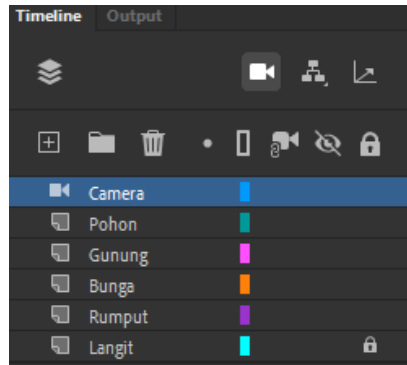 Timeline Output
Camera
Pohon
Gunung
Bunga
Rumput
Langit